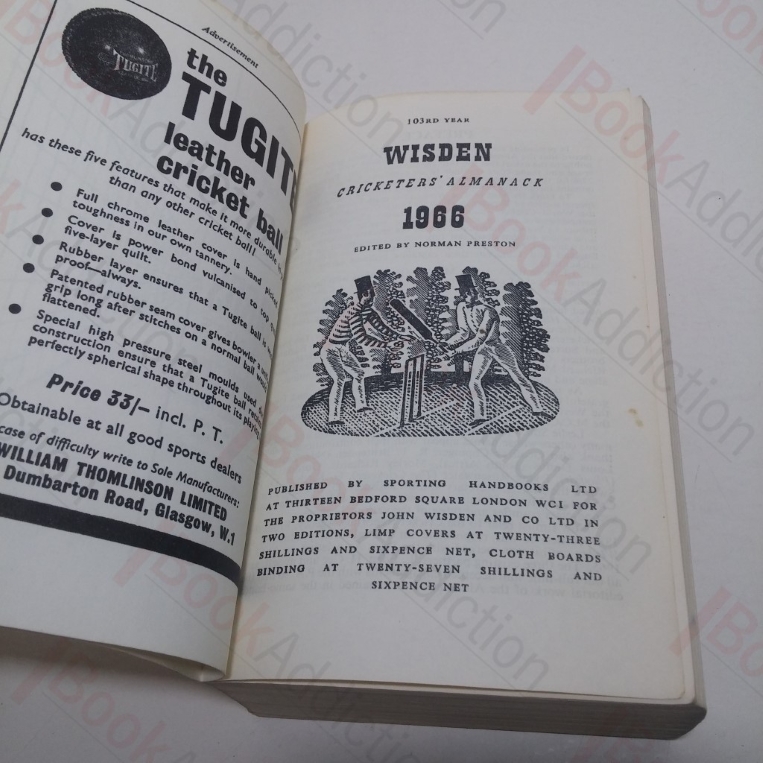 Advertisement
TUGITE
the
TUGITE
leather
cricket ball
has these five features that make it more durable
than any other cricket ball!
Full chrome leather cover is hand
toughness in our own tannery.
Cover is power bond vulcanised to
five-layer quilt.
Rubber layer ensures that a Tugite ball is
proof—always.
Patented rubber seam cover gives bowler a
grip long after stitches on a normal ball
flattened.
Special high pressure steel moulds used
construction ensure that a Tugite ball
perfectly spherical shape throughout its
Price 33/- incl. P. T.
Obtainable at all good sports dealers
case of difficulty write to Sole Manufacturers:
WILLIAM THOMLINSON LIMITED
Dumbarton Road, Glasgow, W.1
103RD YEAR
WISDEN
CRICKETERS' ALMANACK
1966
EDITED BY NORMAN PRESTON
PUBLISHED BY SPORTING HANDBOOKS LTD
AT THIRTEEN BEDFORD SQUARE LONDON WC1 FOR
THE PROPRIETORS JOHN WISDEN AND CO LTD IN
TWO EDITIONS, LIMP COVERS AT TWENTY-THREE
SHILLINGS AND SIXPENCE NET, CLOTH BOARDS
BINDING AT TWENTY-SEVEN SHILLINGS AND
SIXPENCE NET
BookAddiction